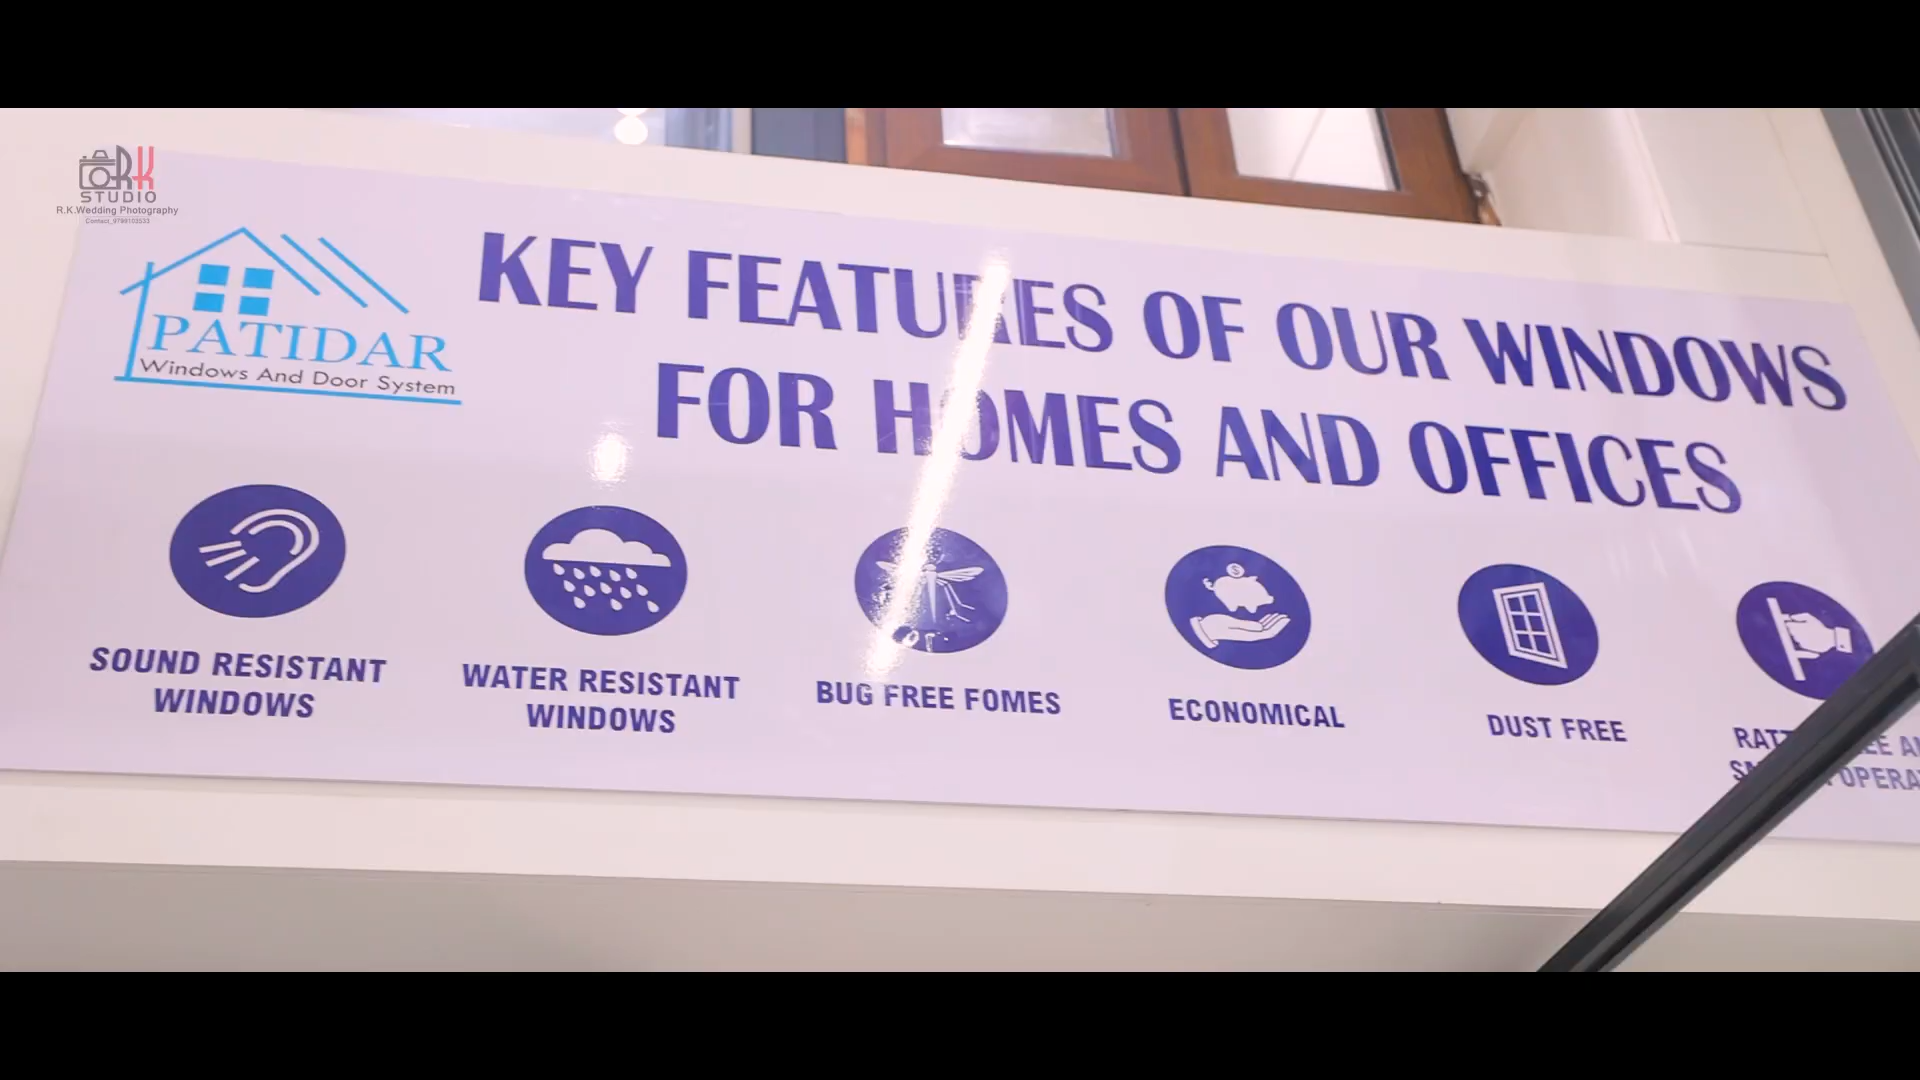 RK
STUDIO
R.K.Wedding Photography
PATIDAR
Windows And Door System
KEY FEATURES OF OUR WINDOWS
FOR HOMES AND OFFICES
SOUND RESISTANT
WINDOWS
WATER RESISTANT
WINDOWS
BUG FREE FOMES
ECONOMICAL
DUST FREE